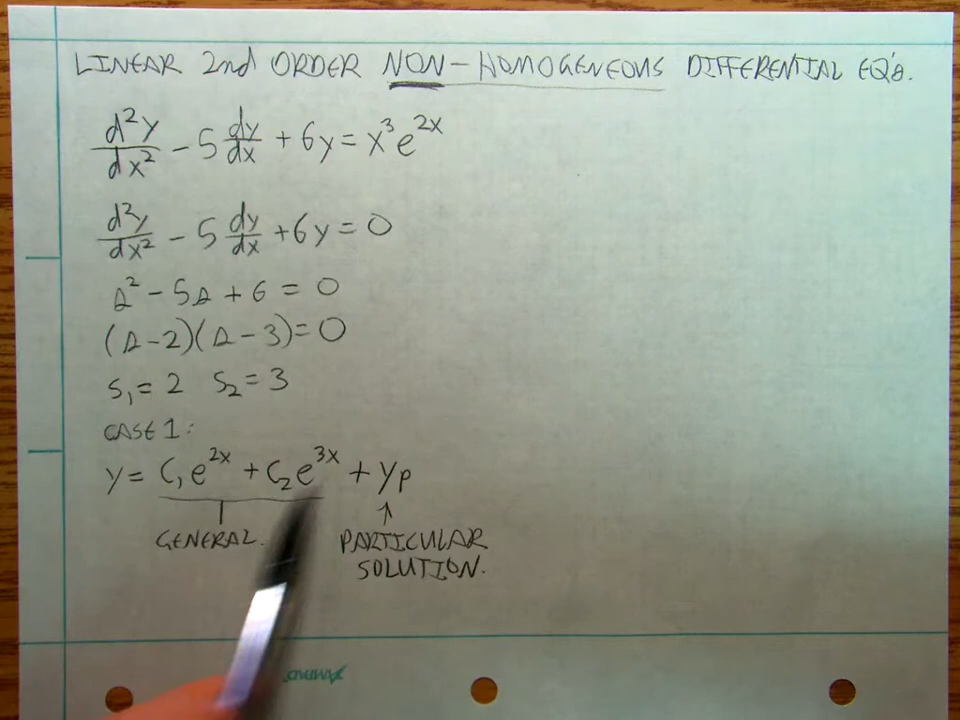 LINEAR 2nd ORDER NON-HOMOGENEOUS DIFFERENTIAL EQ'S.
d²y/dx² - 5 dy/dx + 6y = x³e^2x
d²y/dx² - 5 dy/dx + 6y = 0
s² - 5s + 6 = 0
(s-2)(s-3) = 0
S₁ = 2 S₂ = 3
CASE 1:
y = C₁e^2x + C₂e^3x + yp
GENERAL. PARTICULAR
SOLUTION.